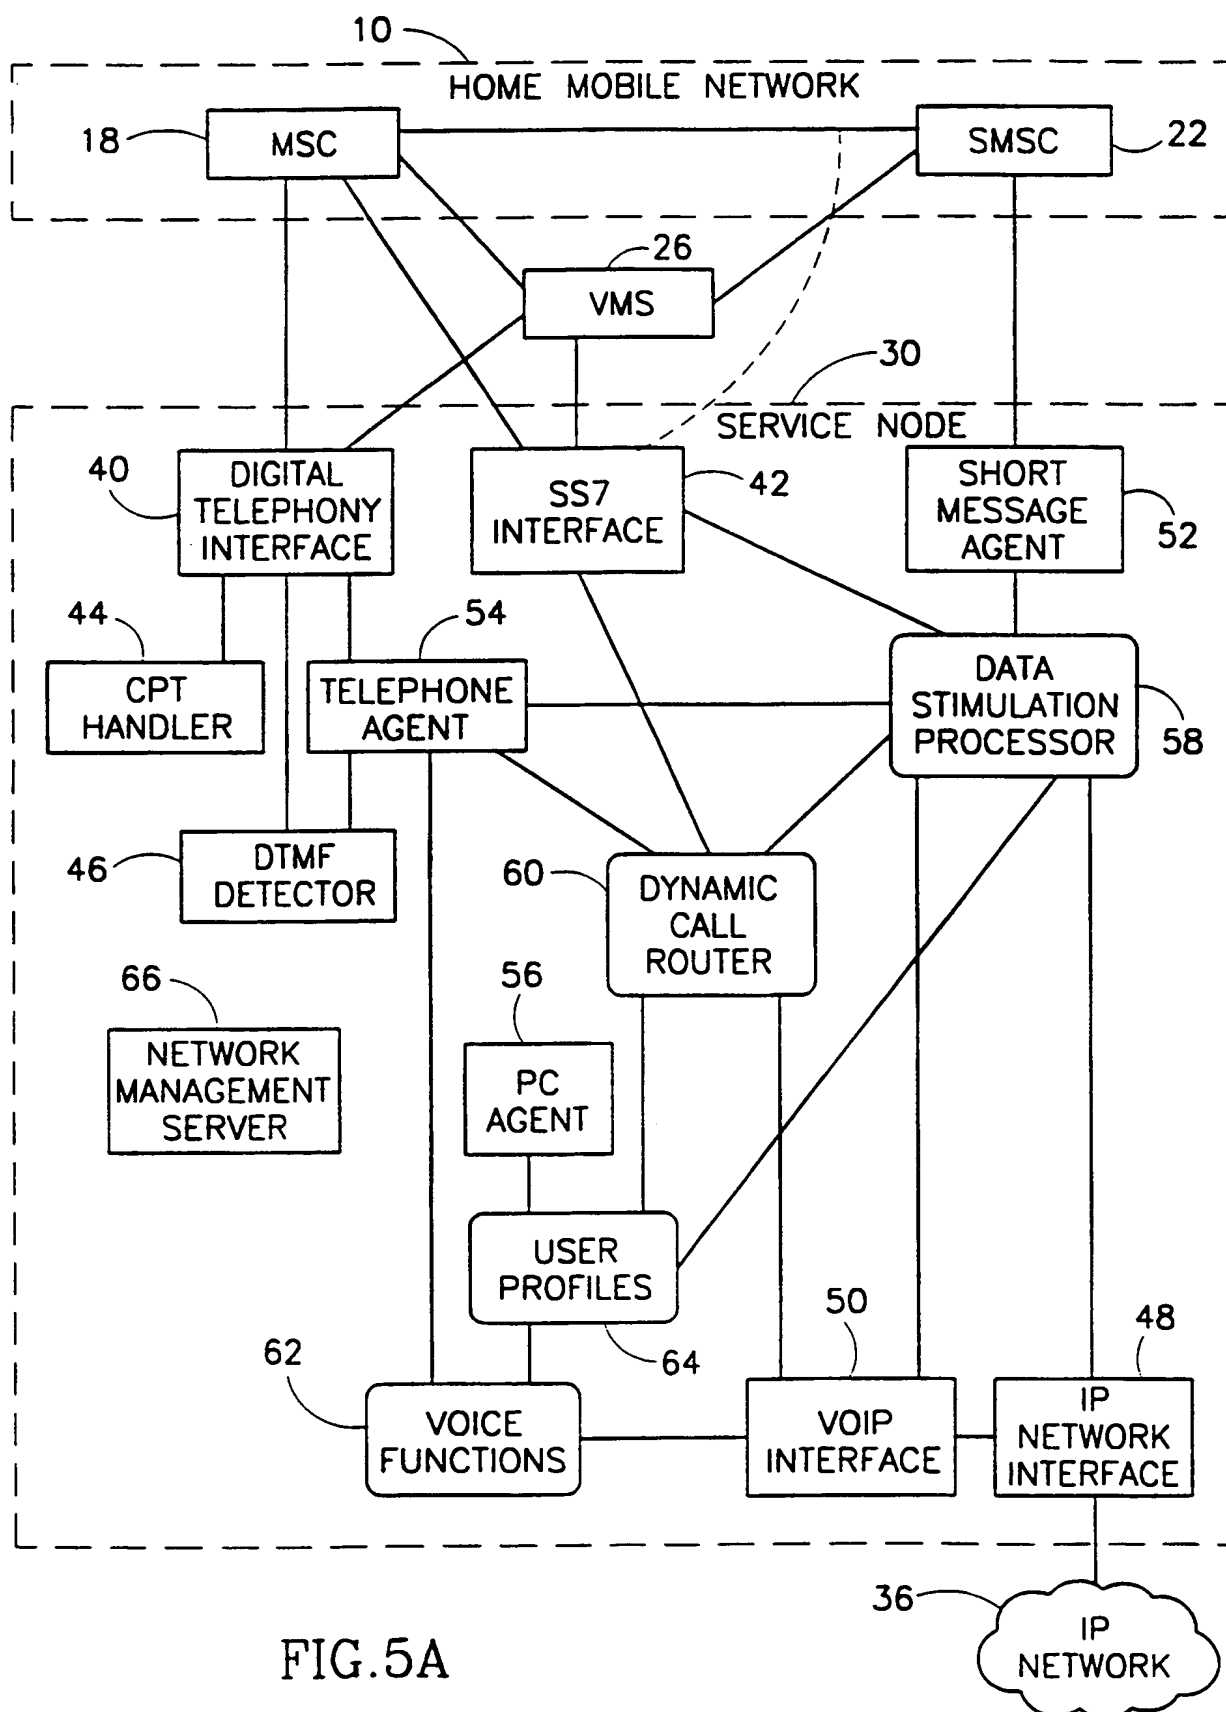 10
HOME MOBILE NETWORK
18
MSC
SMSC
22
26
VMS
30
SERVICE NODE
40
DIGITAL
TELEPHONY
INTERFACE
SS7
INTERFACE
42
SHORT
MESSAGE
AGENT
52
44
CPT
HANDLER
54
TELEPHONE
AGENT
DATA
STIMULATION
PROCESSOR
58
46
DTMF
DETECTOR
60
DYNAMIC
CALL
ROUTER
66
NETWORK
MANAGEMENT
SERVER
56
PC
AGENT
USER
PROFILES
64
62
VOICE
FUNCTIONS
50
VOIP
INTERFACE
48
IP
NETWORK
INTERFACE
36
IP
NETWORK
FIG.5A